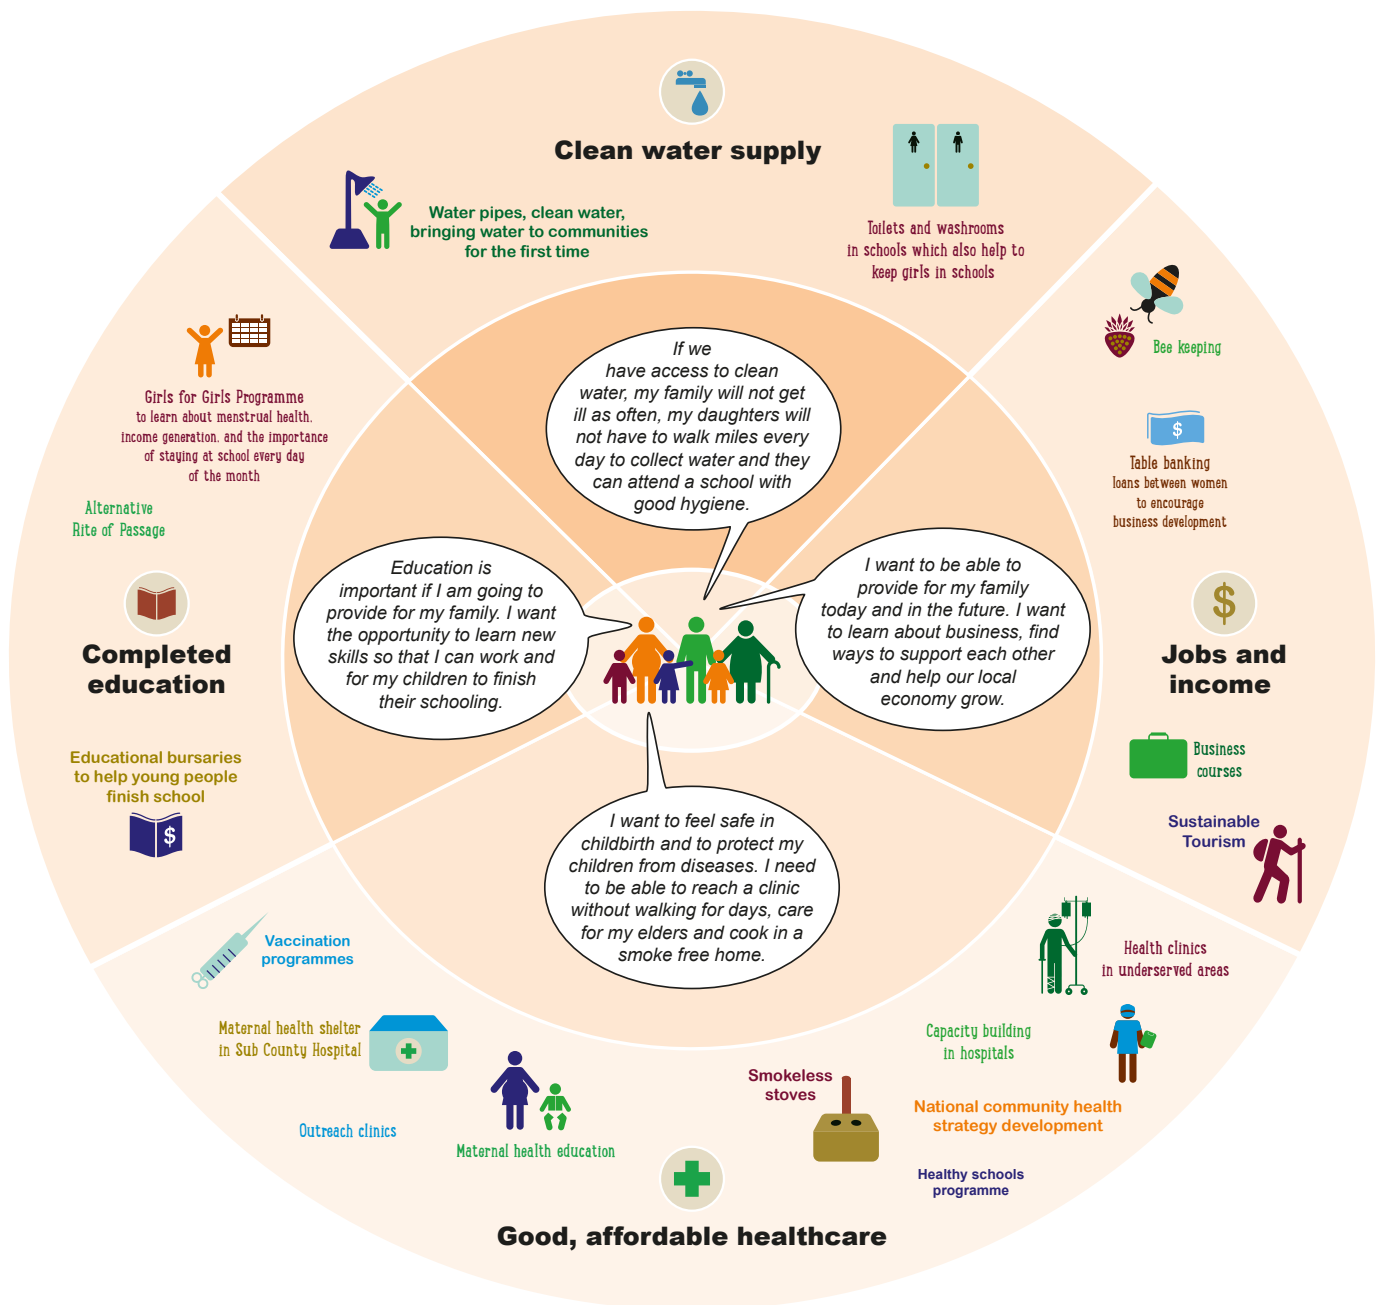 Clean water supply
Water pipes, clean water,
bringing water to communities
for the first time
Toilets and washrooms
in schools which also help to
keep girls in schools
If we
have access to clean
water, my family will not get
ill as often, my daughters will
not have to walk miles every
day to collect water and they
can attend a school with
good hygiene.
Girls for Girls Programme
to learn about menstrual health,
income generation, and the importance
of staying at school every day
of the month
Alternative
Rite of Passage
Completed
education
Educational bursaries
to help young people
finish school
$
Education is
important if I am going to
provide for my family. I want
the opportunity to learn new
skills so that I can work and
for my children to finish
their schooling.
I want to be able to
provide for my family
today and in the future. I want
to learn about business, find
ways to support each other
and help our local
economy grow.
Bee keeping
$
Table banking
loans between women
to encourage
business development
$
Jobs and
income
Business
courses
Sustainable
Tourism
I want to feel safe in
childbirth and to protect my
children from diseases. I need
to be able to reach a clinic
without walking for days, care
for my elders and cook in a
smoke free home.
Vaccination
programmes
Maternal health shelter
in Sub County Hospital
Outreach clinics
Maternal health education
Smokeless
stoves
Health clinics
in underserved areas
Capacity building
in hospitals
National community health
strategy development
Healthy schools
programme
Good, affordable healthcare